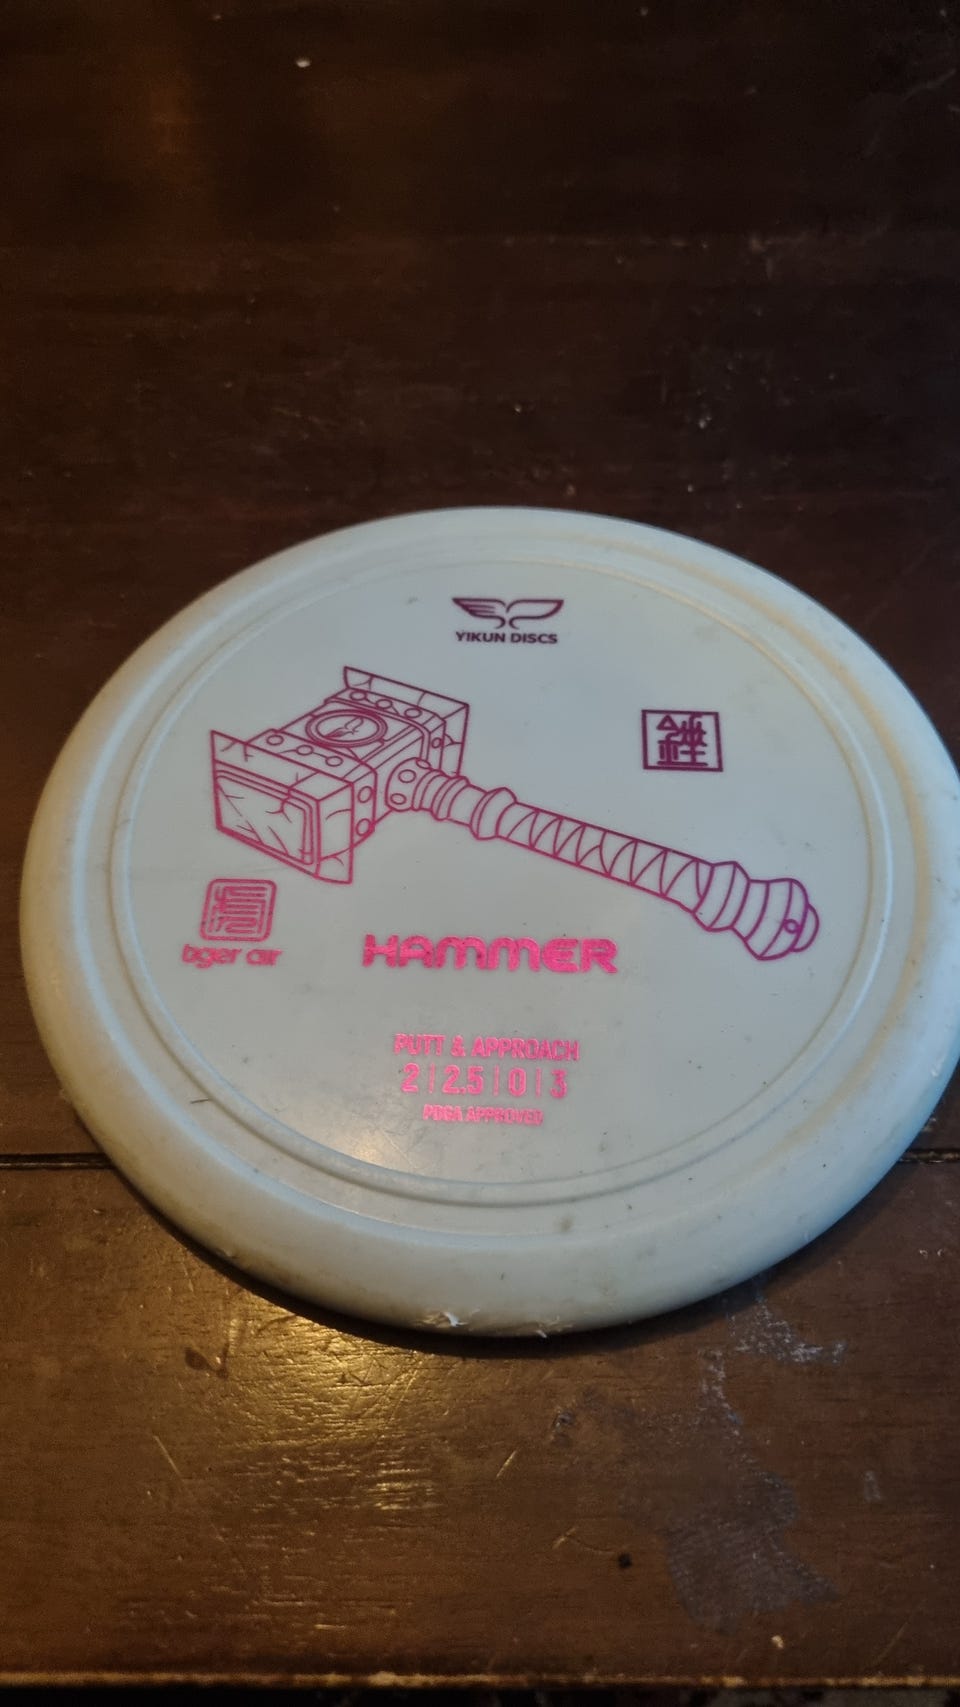 YIKUN DISCS
tiger air
HAMMER
PUTT & APPROACH
2 | 2.5 | 0 | 3
PDGA APPROVED